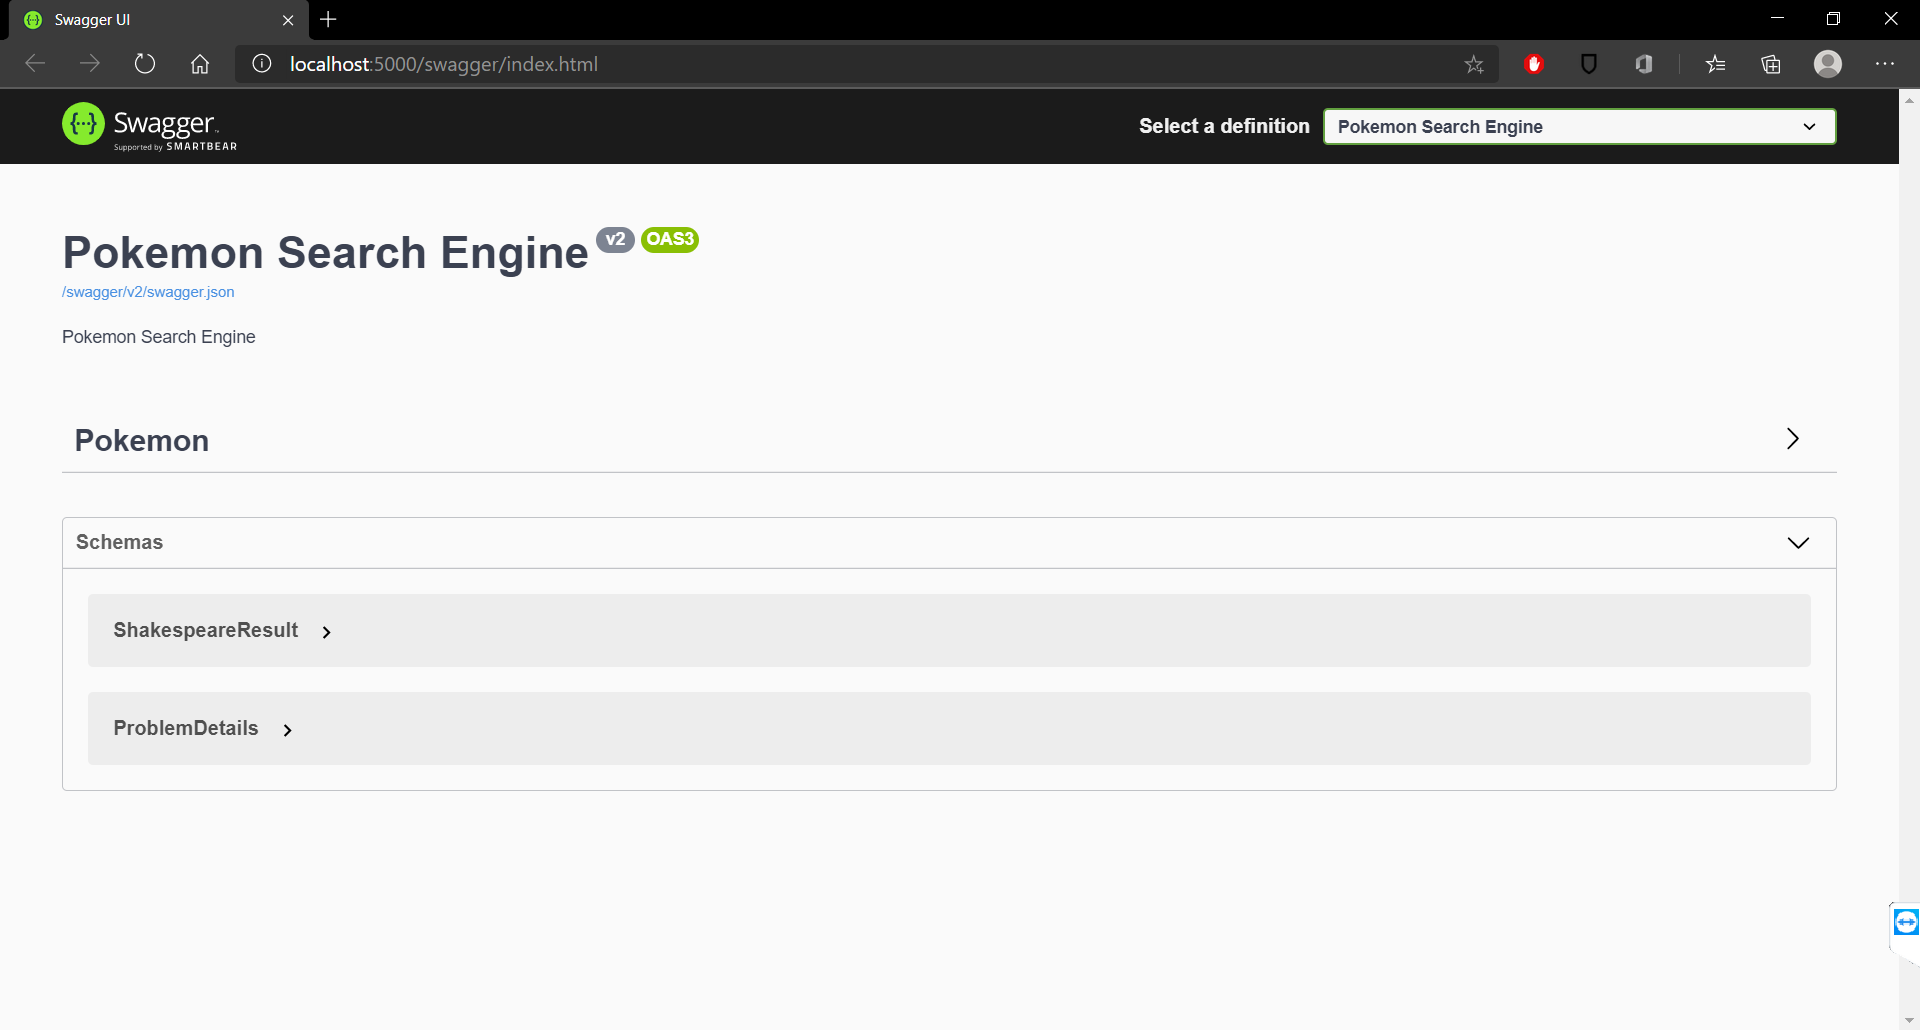 Swagger UI
localhost:5000/swagger/index.html
Swagger
Supported by SMARTBEAR
Select a definition
Pokemon Search Engine
Pokemon Search Engine v2 OAS3
/swagger/v2/swagger.json
Pokemon Search Engine
Pokemon
Schemas
ShakespeareResult
ProblemDetails